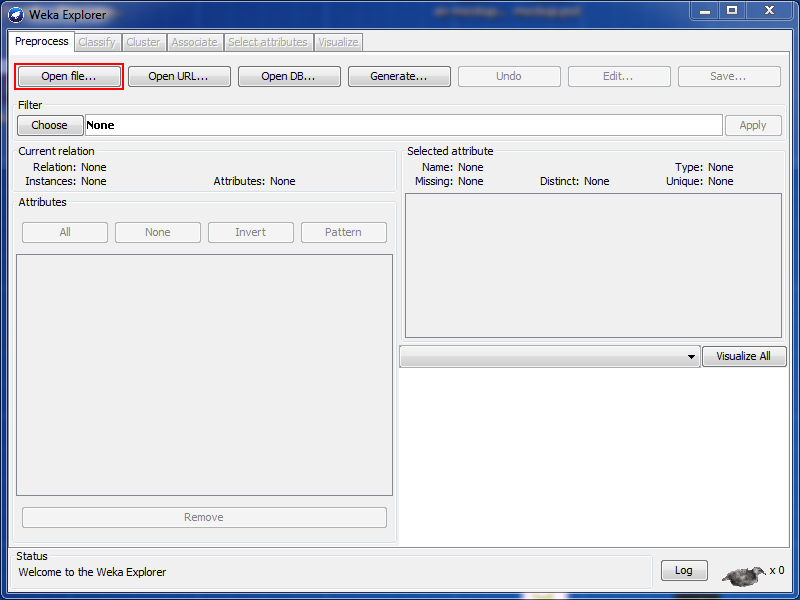 Weka Explorer
Preprocess Classify Cluster Associate Select attributes Visualize
Open file... Open URL... Open DB... Generate... Undo Edit... Save...
Filter
Choose None Apply
Current relation
Relation: None
Instances: None Attributes: None
Attributes
All None Invert Pattern
Remove
Selected attribute
Name: None Type: None
Missing: None Distinct: None Unique: None
Visualize All
Status
Welcome to the Weka Explorer
Log x 0